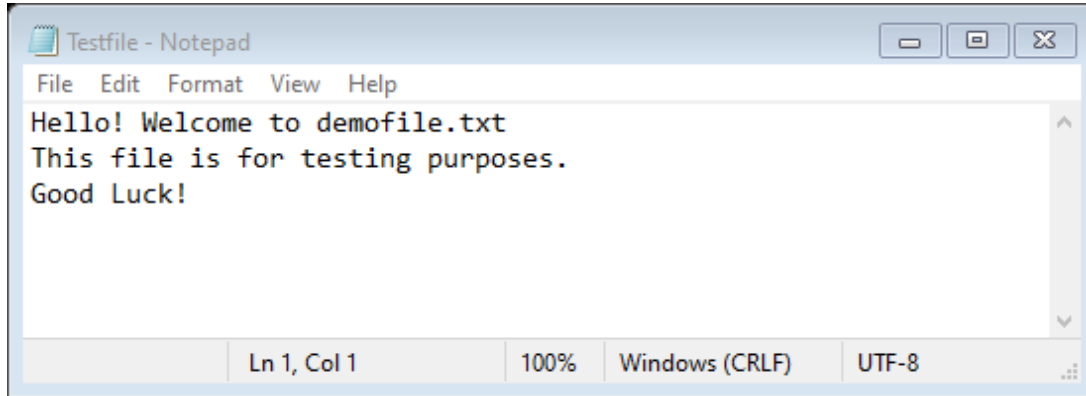 Testfile - Notepad
File Edit Format View Help
Hello! Welcome to demofile.txt
This file is for testing purposes.
Good Luck!
Ln 1, Col 1 100% Windows (CRLF) UTF-8